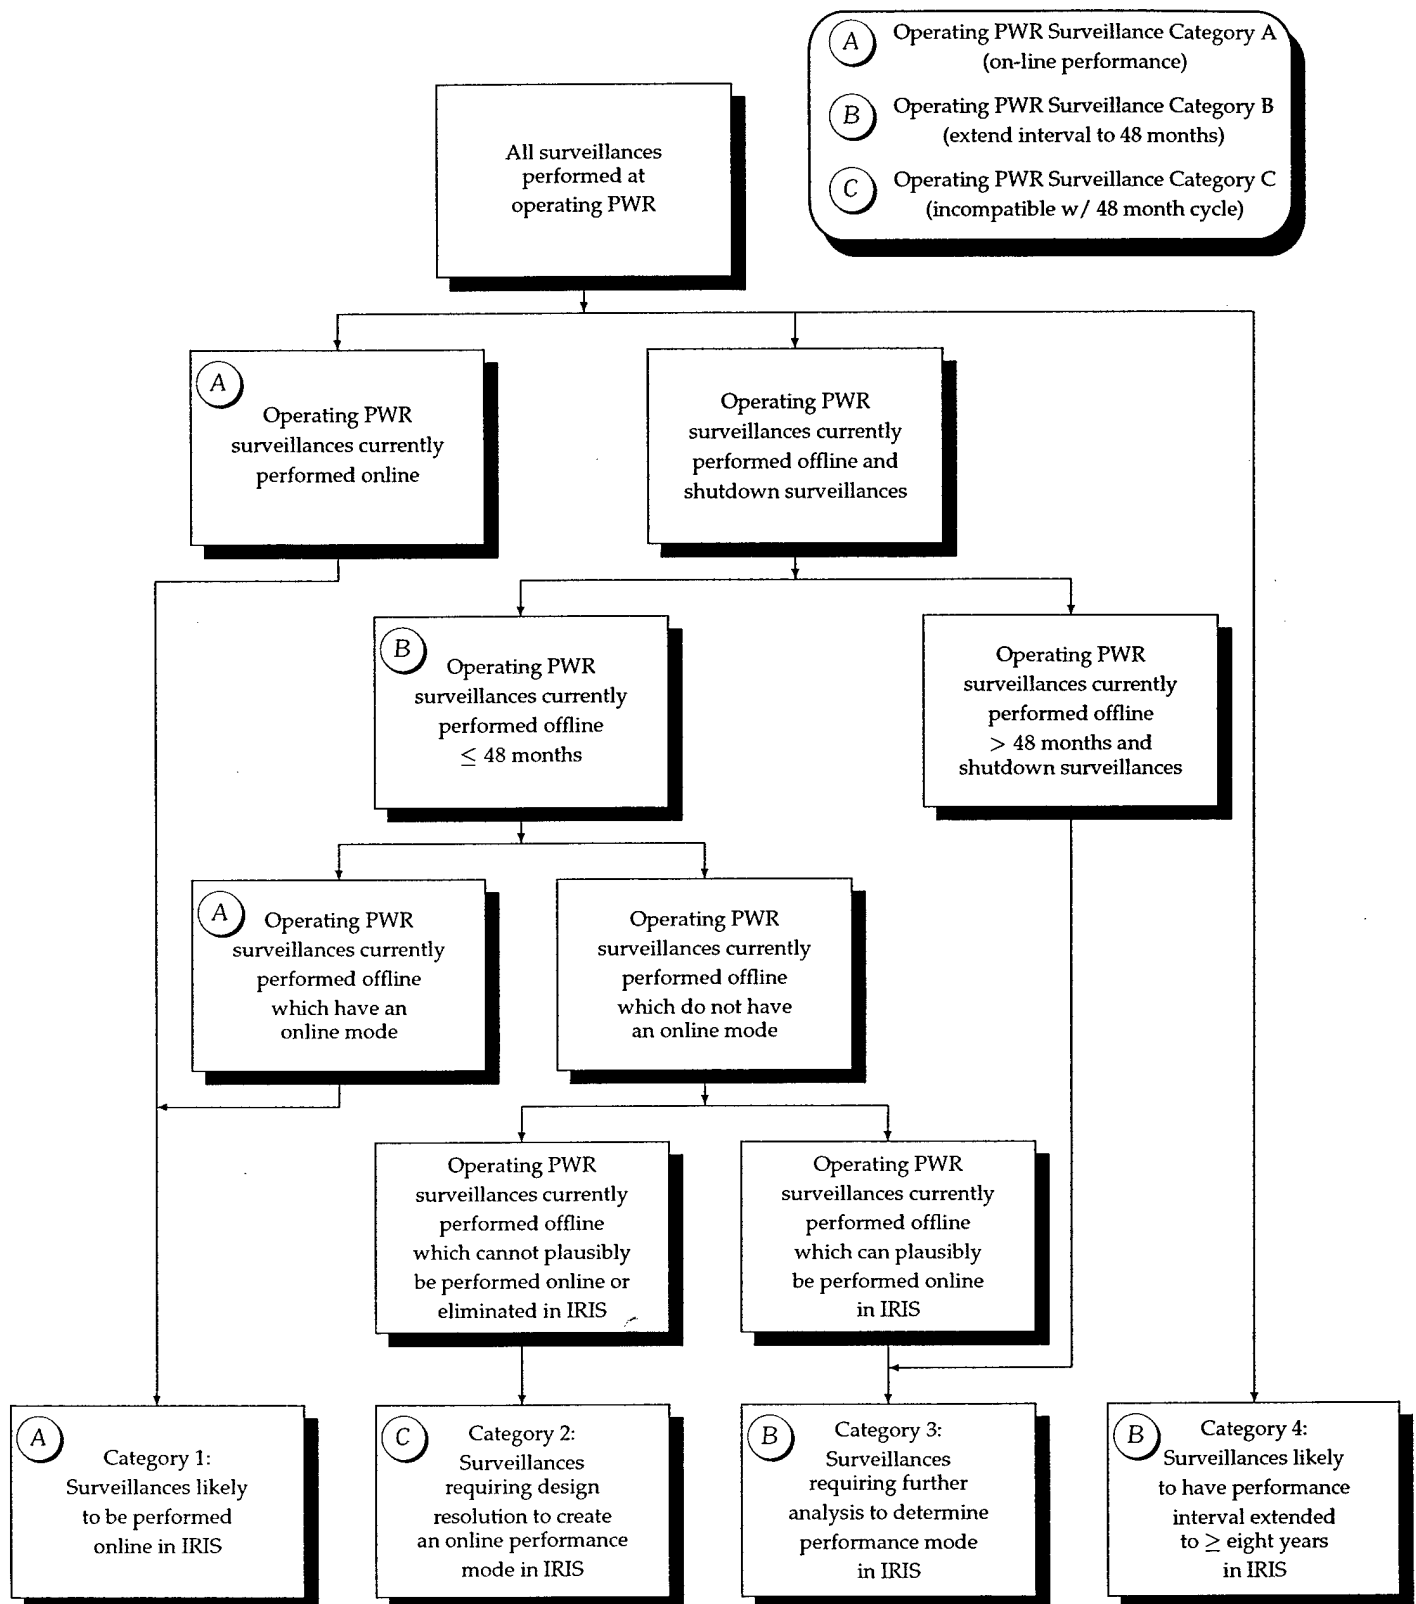 A
Operating PWR Surveillance Category A
(on-line performance)
B
Operating PWR Surveillance Category B
(extend interval to 48 months)
C
Operating PWR Surveillance Category C
(incompatible w/ 48 month cycle)
All surveillances
performed at
operating PWR
A
Operating PWR
surveillances currently
performed online
Operating PWR
surveillances currently
performed offline and
shutdown surveillances
B
Operating PWR
surveillances currently
performed offline
≤ 48 months
Operating PWR
surveillances currently
performed offline
> 48 months and
shutdown surveillances
A
Operating PWR
surveillances currently
performed offline
which have an
online mode
Operating PWR
surveillances currently
performed offline
which do not have
an online mode
Operating PWR
surveillances currently
performed offline
which cannot plausibly
be performed online or
eliminated in IRIS
Operating PWR
surveillances currently
performed offline
which can plausibly
be performed online
in IRIS
A
Category 1:
Surveillances likely
to be performed
online in IRIS
C
Category 2:
Surveillances
requiring design
resolution to create
an online performance
mode in IRIS
B
Category 3:
Surveillances
requiring further
analysis to determine
performance mode
in IRIS
B
Category 4:
Surveillances likely
to have performance
interval extended
to ≥ eight years
in IRIS